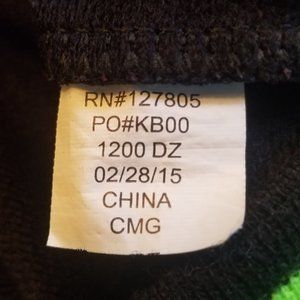 RN#127805
PO#KB00
1200 DZ
02/28/15
CHINA
CMG